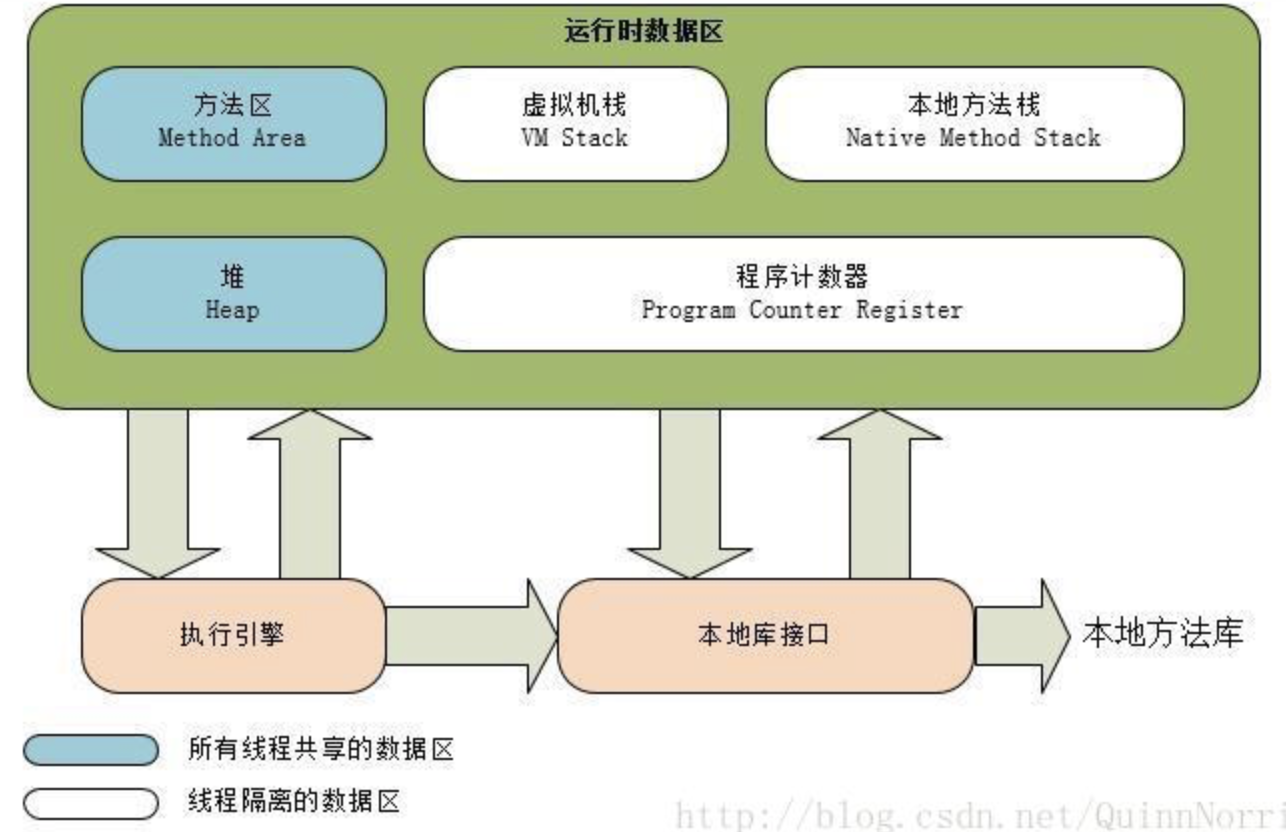 运行时数据区
方法区
Method Area
虚拟机栈
VM Stack
本地方法栈
Native Method Stack
堆
Heap
程序计数器
Program Counter Register
执行引擎
本地库接口
本地方法库
所有线程共享的数据区
线程隔离的数据区
http://blog.csdn.net/QuinnNorri